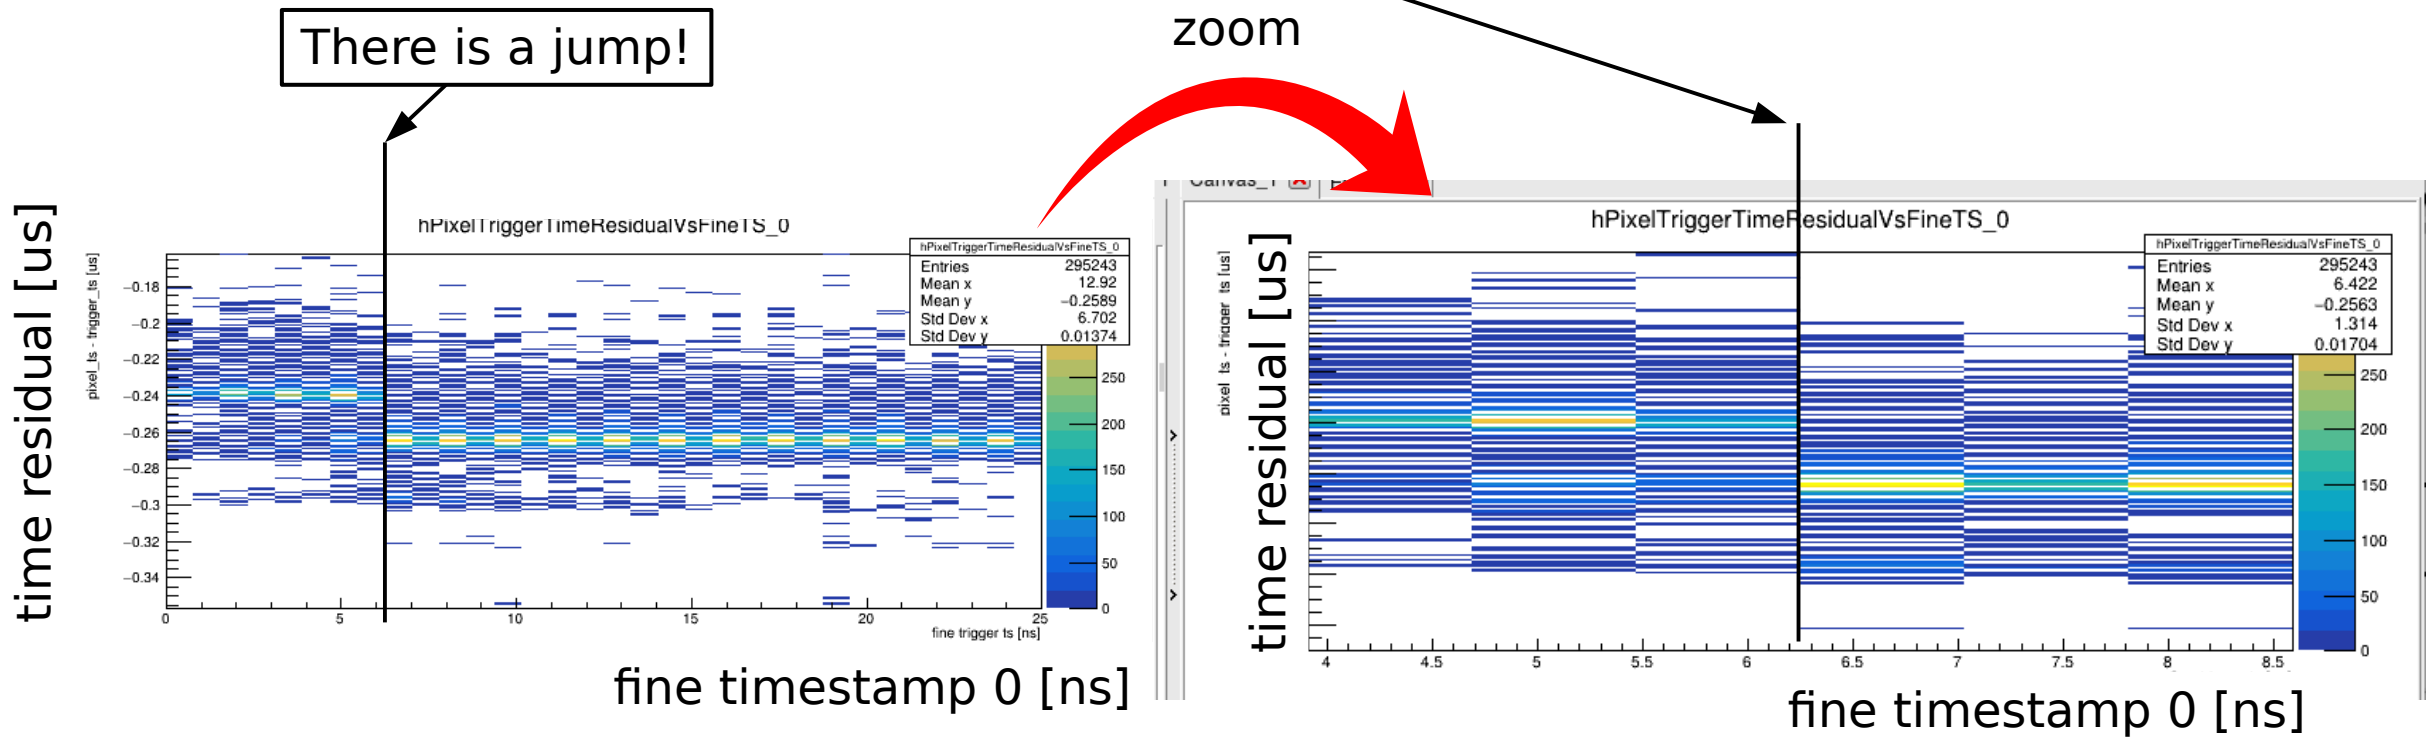 There is a jump!
zoom
time residual [us]
hPixelTriggerTimeResidualVsFineTS_0
pixel_ts - trigger_ts [us]
hPixelTriggerTimeResidualVsFineTS_0
Entries 295243
Mean x 12.92
Mean y −0.2589
Std Dev x 6.702
Std Dev y 0.01374
−0.18
−0.2
−0.22
−0.24
−0.26
−0.28
−0.3
−0.32
−0.34
250
200
150
100
50
0
0 5 10 15 20 25
fine trigger ts [ns]
fine timestamp 0 [ns]
Canvas_1
time residual [us]
hPixelTriggerTimeResidualVsFineTS_0
pixel_ts - trigger_ts [us]
hPixelTriggerTimeResidualVsFineTS_0
Entries 295243
Mean x 6.422
Mean y −0.2563
Std Dev x 1.314
Std Dev y 0.01704
250
200
150
100
50
0
4 4.5 5 5.5 6 6.5 7 7.5 8 8.5
fine timestamp 0 [ns]